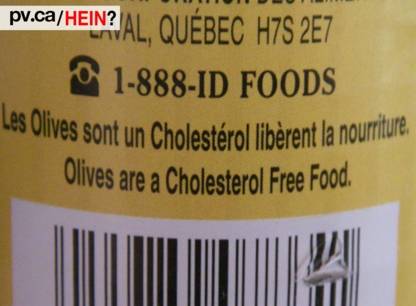 pv.ca/HEIN?
LAVAL, QUÉBEC H7S 2E7
1-888-ID FOODS
Les Olives sont un Cholestérol libèrent la nourriture.
Olives are a Cholesterol Free Food.